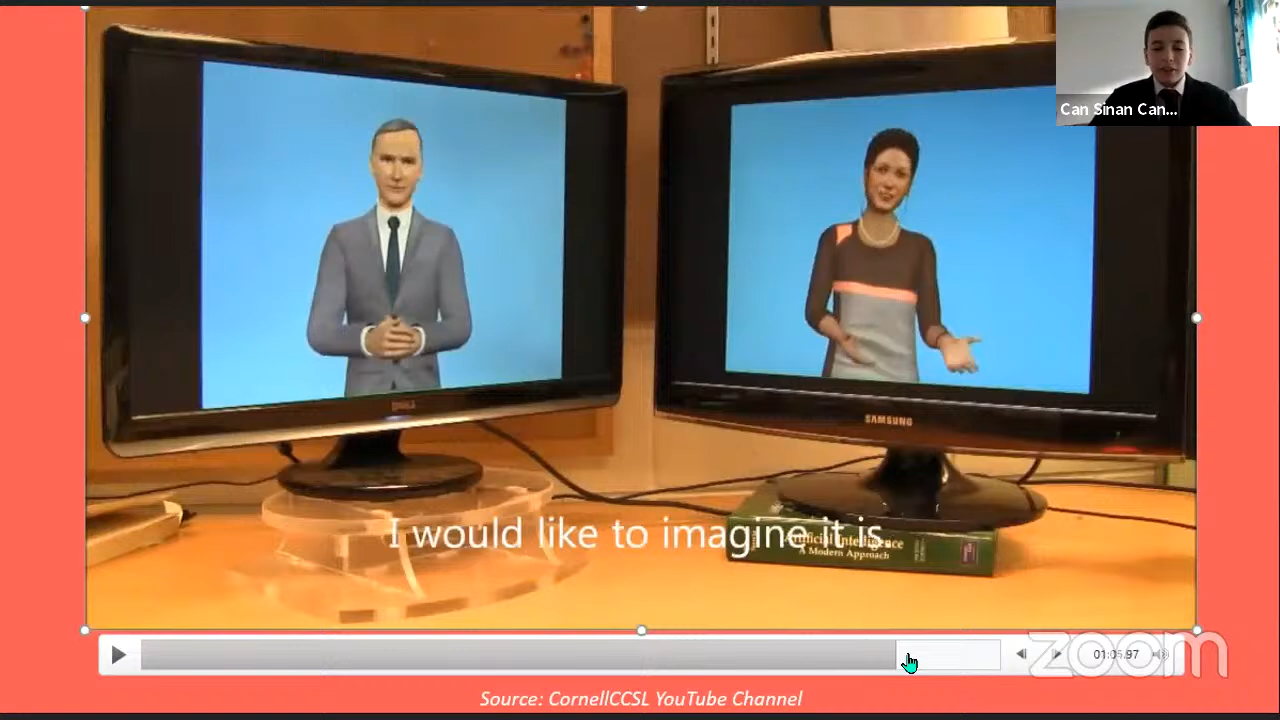 Can Sinan Can...
SAMSUNG
I would like to imagine it is
Artificial Intelligence
A Modern Approach
zoom
01:05.97
Source: CornellCCSL YouTube Channel